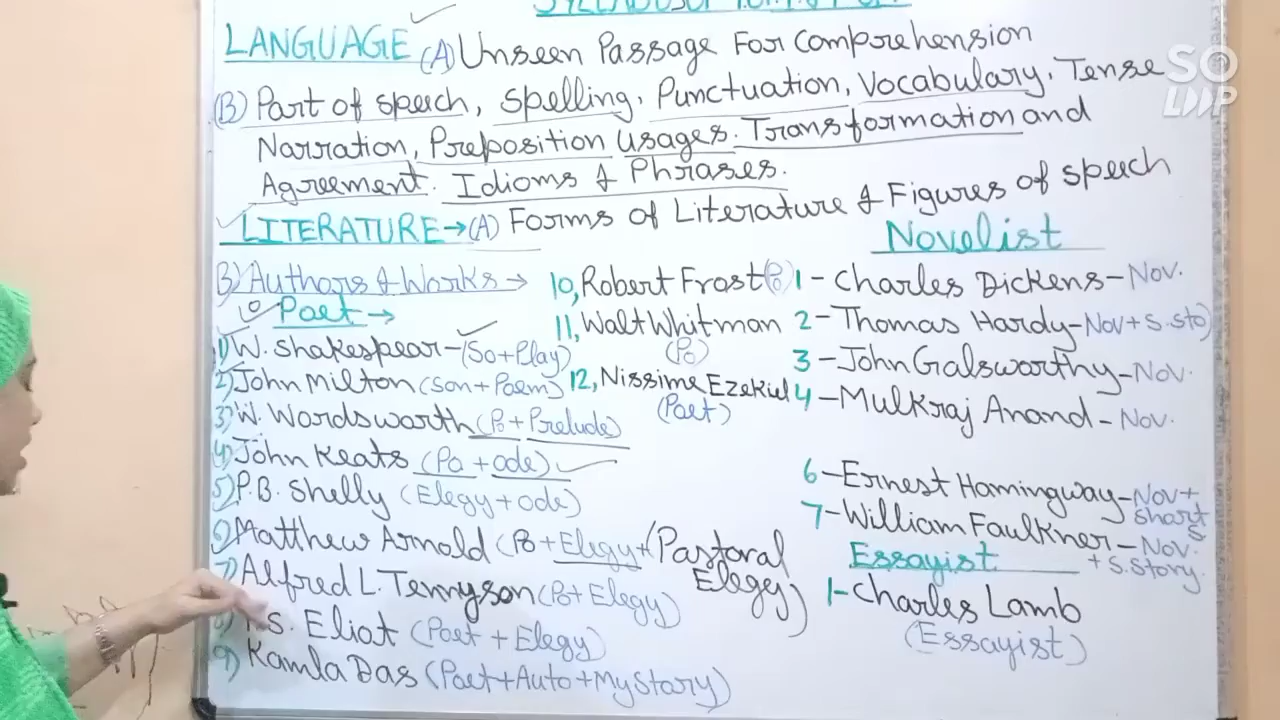 LANGUAGE (A) Unseen Passage For Comprehension
(B) Part of speech, Spelling, Punctuation, Vocabulary, Tense
Narration, Preposition Usages. Transformation and
Agreement. Idioms & Phrases.
LITERATURE→(A) Forms of Literature & Figures of speech
B) Authors & Works→
Poet→
1) W. Shakespear-(So+Play)
2) John Milton (Son+Poem)
3) W. Wordsworth (Po+Prelude)
(4) John Keats (Po+ode)
5) P.B. Shelly (Elegy+ode)
6) Matthew Arnold (Po+Elegy+(Pastoral
Elegy)
7) Alfred L. Tennyson (Po+Elegy)
s. Eliot (Poet+Elegy)
9) Kamla Das (Poet+Auto+My Story)
10, Robert Frost (Po)
11, Walt Whitman
(Po)
12, Nissime Ezekiel
(Poet)
Novelist
1- Charles Dickens-Nov.
2-Thomas Hardy-Nov+S.Sto)
3-John Galsworthy-Nov.
4-Mulkraj Anand-Nov.
6-Ernest Hamingway-Nov+
Short
S
7-William Faulkner-Nov.
+S.Story.
Essayist
1-Charles Lamb
(Essayist)
SO
LP